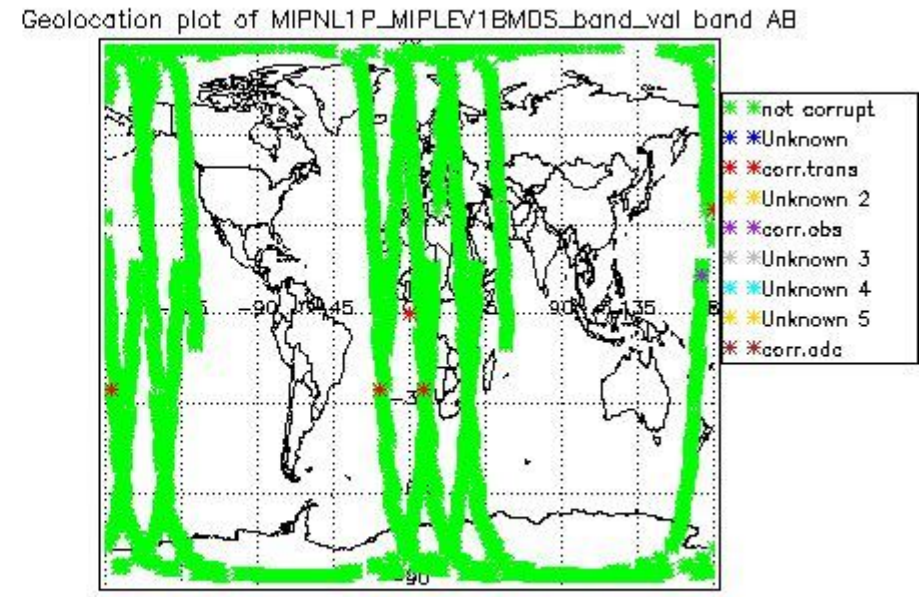 Geolocation plot of MIPNL1P_MIPLEV1BMDS_band_val band AB
not corrupt
Unknown
corr.trans
Unknown 2
corr.obs
Unknown 3
Unknown 4
Unknown 5
corr.adc
-90
45
90
135
-90